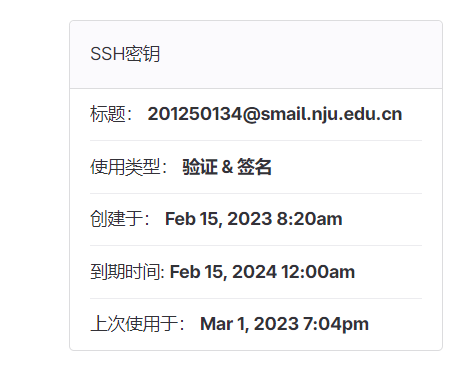 SSH密钥
标题： 201250134@smail.nju.edu.cn
使用类型： 验证 & 签名
创建于： Feb 15, 2023 8:20am
到期时间: Feb 15, 2024 12:00am
上次使用于： Mar 1, 2023 7:04pm